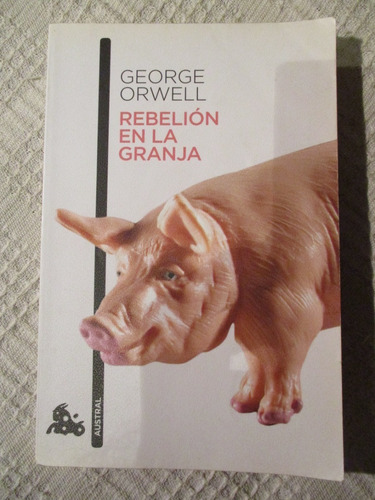 GEORGE
ORWELL
REBELIÓN
EN LA
GRANJA
AUSTRAL